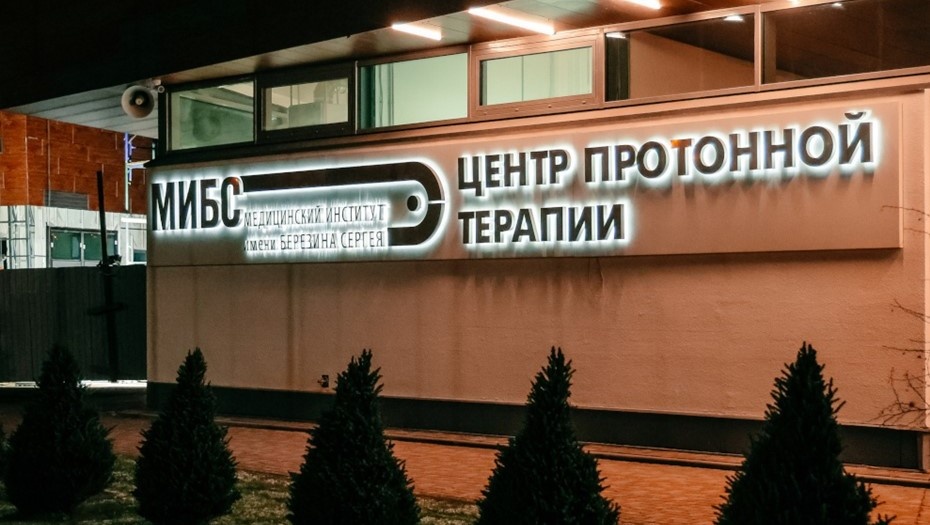 МИБС
МЕДИЦИНСКИЙ ИНСТИТУТ
имени БЕРЕЗИНА СЕРГЕЯ
ЦЕНТР ПРОТОННОЙ
ТЕРАПИИ